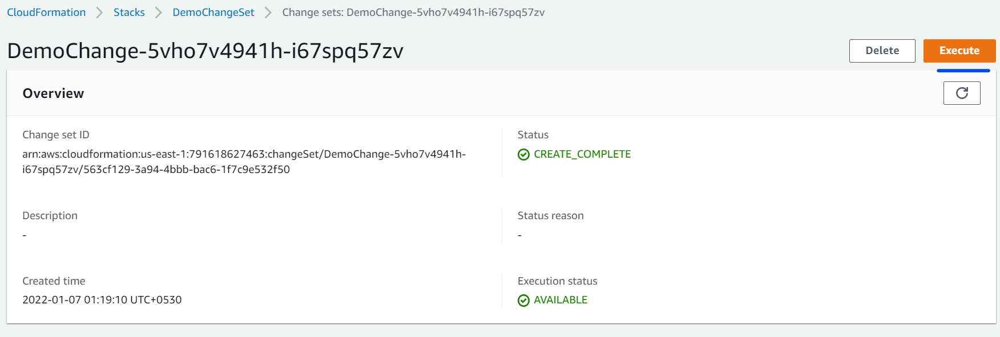 CloudFormation > Stacks > DemoChangeSet > Change sets: DemoChange-5vho7v4941h-i67spq57zv
DemoChange-5vho7v4941h-i67spq57zv
Delete
Execute
Overview
Change set ID
arn:aws:cloudformation:us-east-1:791618627463:changeSet/DemoChange-5vho7v4941h-
i67spq57zv/563cf129-3a94-4bbb-bac6-1f7c9e532f50
Status
CREATE_COMPLETE
Description
-
Status reason
-
Created time
2022-01-07 01:19:10 UTC+0530
Execution status
AVAILABLE